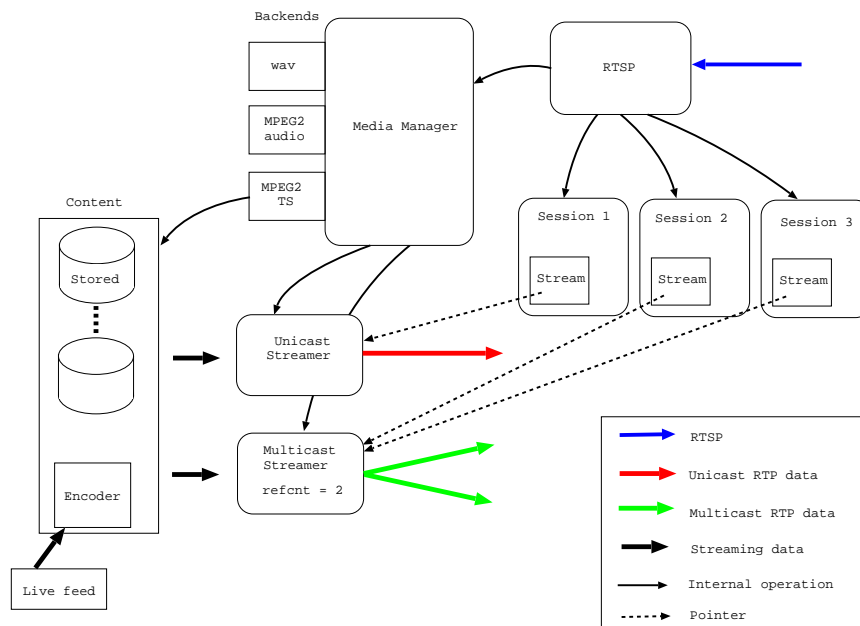 Backends
wav
MPEG2
audio
MPEG2
TS
Media Manager
RTSP
Content
Stored
Session 1
Session 2
Session 3
Stream
Stream
Stream
Unicast
Streamer
Multicast
Streamer
refcnt = 2
Encoder
Live feed
RTSP
Unicast RTP data
Multicast RTP data
Streaming data
Internal operation
Pointer